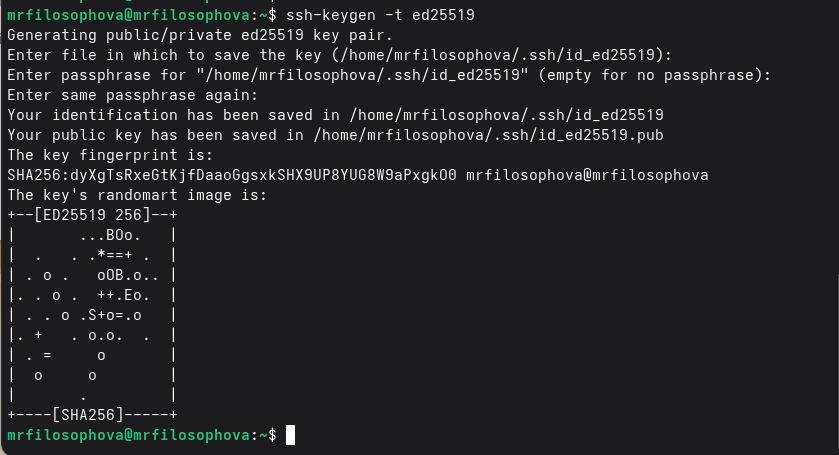 mrfilosophova@mrfilosophova:~$ ssh-keygen -t ed25519
Generating public/private ed25519 key pair.
Enter file in which to save the key (/home/mrfilosophova/.ssh/id_ed25519):
Enter passphrase for "/home/mrfilosophova/.ssh/id_ed25519" (empty for no passphrase):
Enter same passphrase again:
Your identification has been saved in /home/mrfilosophova/.ssh/id_ed25519
Your public key has been saved in /home/mrfilosophova/.ssh/id_ed25519.pub
The key fingerprint is:
SHA256:dyXgTsRxeGtKjfDaaoGgsxkSHX9UP8YUG8W9aPxgkO0 mrfilosophova@mrfilosophova
The key's randomart image is:
+--[ED25519 256]--+
|       ...BOo.   |
|  .   . .*==+ .  |
| . o .   oOB.o.. |
|. . o .  ++.Eo.  |
| . . o .S+o=.o   |
|. +   . o.o.  .  |
| . =     o       |
|  o     o        |
|       .         |
+----[SHA256]-----+
mrfilosophova@mrfilosophova:~$